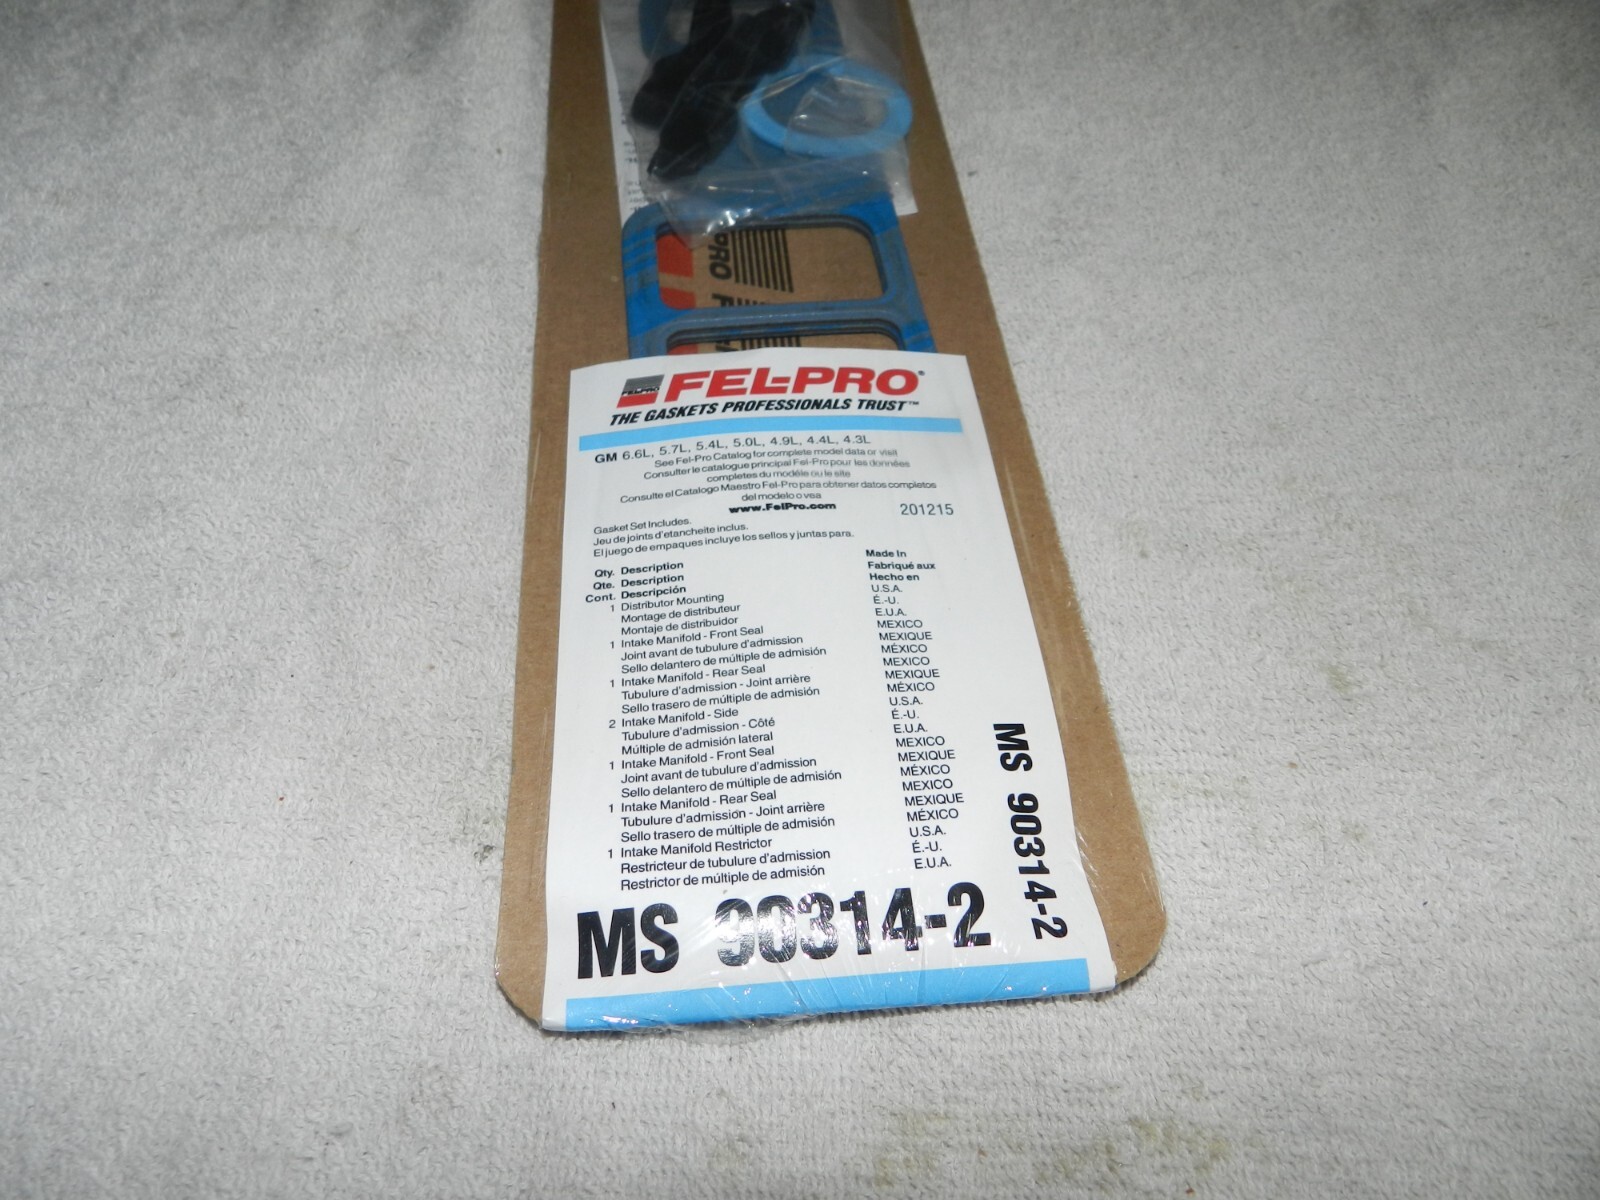 PRO
FEL-PRO
FEL-PRO®
THE GASKETS PROFESSIONALS TRUST™
GM 6.6L, 5.7L, 5.4L, 5.0L, 4.9L, 4.4L, 4.3L
See Fel-Pro Catalog for complete model data or visit
Consulter le catalogue principal Fel-Pro pour les données
completes du modéle ou le site
Consulte el Catalogo Maestro Fel-Pro para obtener datos completos
del modelo o vea
www.FelPro.com
201215
Gasket Set Includes.
Jeu de joints d'etancheite inclus.
El juego de empaques incluye los sellos y juntas para.
Qty. Description Made In
Qte. Description Fabriqué aux
Cont. Descripción Hecho en
1 Distributor Mounting U.S.A.
Montage de distributeur É.-U.
Montaje de distribuidor E.U.A.
1 Intake Manifold - Front Seal MEXICO
Joint avant de tubulure d'admission MEXIQUE
Sello delantero de múltiple de admisión MÉXICO
1 Intake Manifold - Rear Seal MEXICO
Tubulure d'admission - Joint arrière MEXIQUE
Sello trasero de múltiple de admisión MÉXICO
2 Intake Manifold - Side U.S.A.
Tubulure d'admission - Côté É.-U.
Múltiple de admisión lateral E.U.A.
1 Intake Manifold - Front Seal MEXICO
Joint avant de tubulure d'admission MEXIQUE
Sello delantero de múltiple de admisión MÉXICO
1 Intake Manifold - Rear Seal MEXICO
Tubulure d'admission - Joint arrière MEXIQUE
Sello trasero de múltiple de admisión MÉXICO
1 Intake Manifold Restrictor U.S.A.
Restricteur de tubulure d'admission É.-U.
Restrictor de múltiple de admisión E.U.A.
MS 90314-2
MS 90314-2